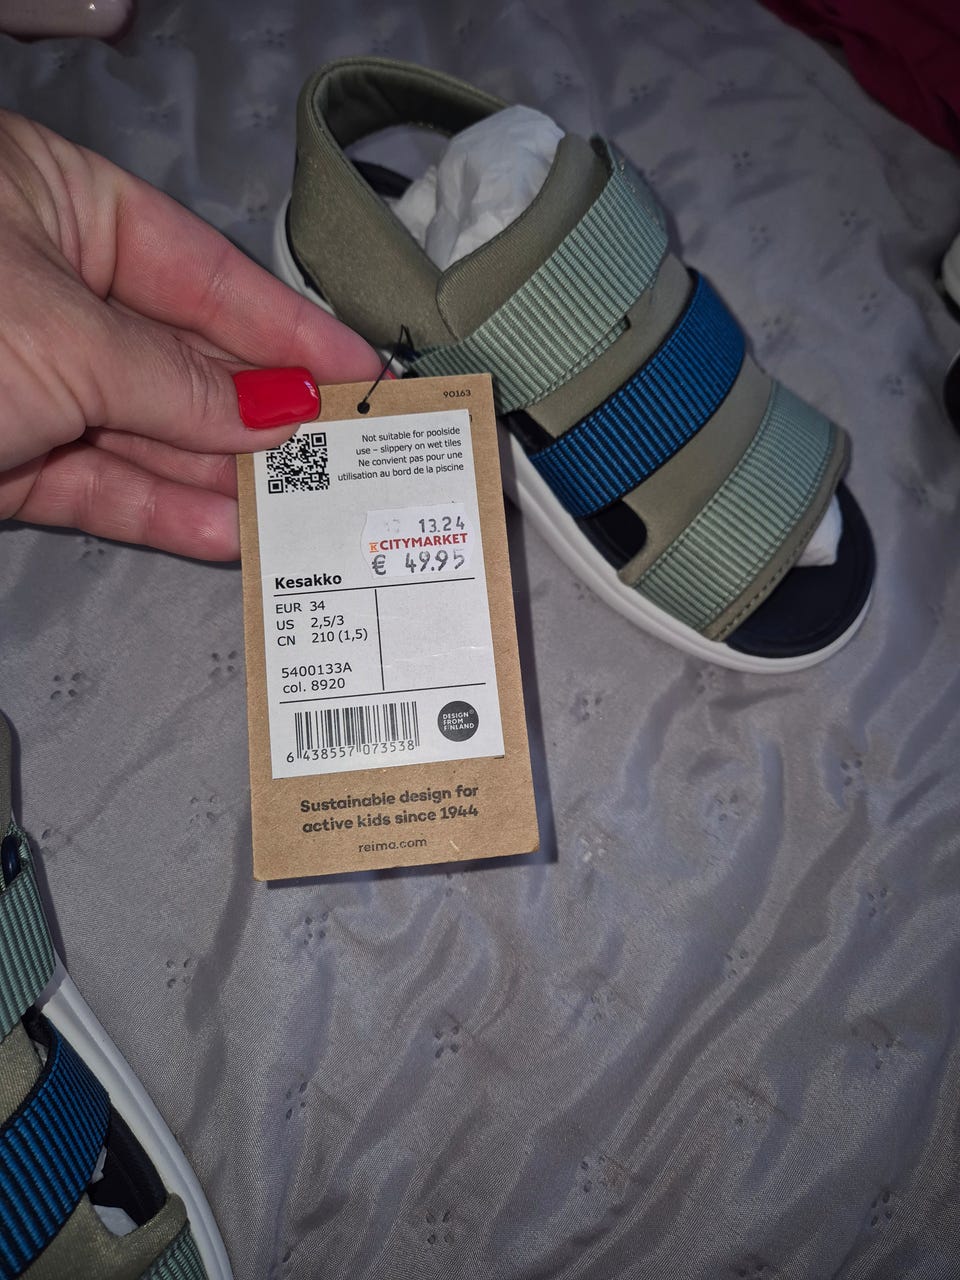 90163
Not suitable for poolside
use – slippery on wet tiles
Ne convient pas pour une
utilisation au bord de la piscine
13.24
K CITYMARKET
€ 49.95
Kesakko
EUR 34
US 2,5/3
CN 210 (1,5)
5400133A
col. 8920
DESIGN
FROM
FINLAND
6 438557 073538
Sustainable design for
active kids since 1944
reima.com